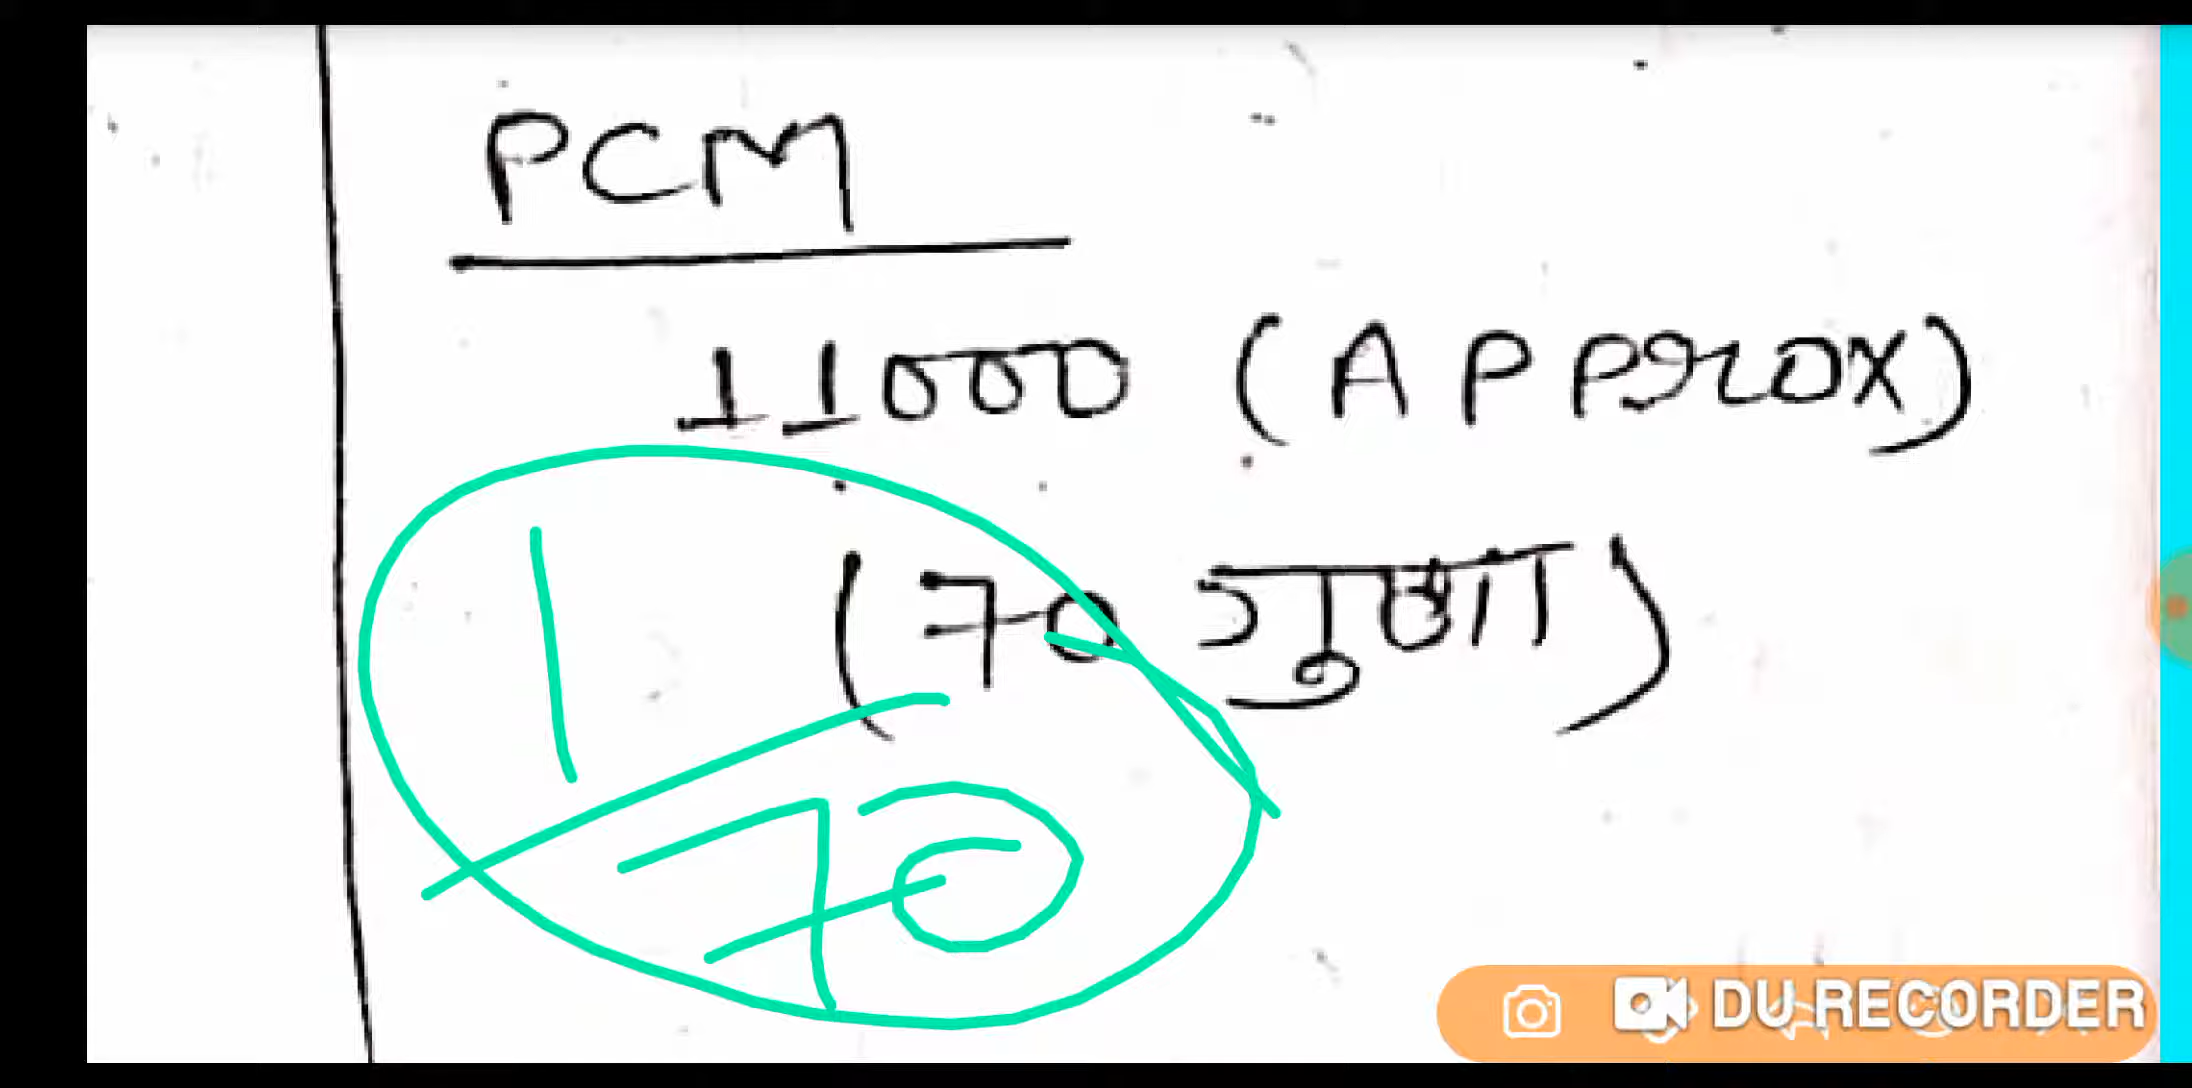 PCM
11000 (APPROX)
(70 गुणा)
1
70
DU RECORDER